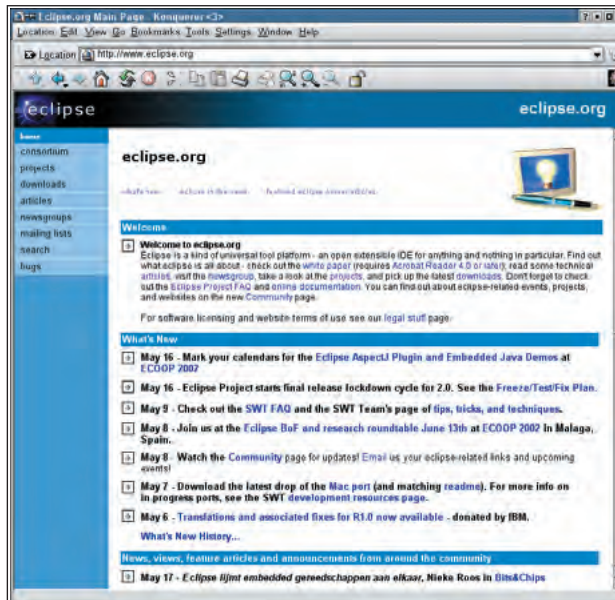 Eclipse.org Main Page - Konqueror <3>
Location Edit View Go Bookmarks Tools Settings Window Help
Location http://www.eclipse.org
eclipse
eclipse.org
home
consortium
projects
downloads
articles
newsgroups
mailing lists
search
bugs
eclipse.org
Welcome
Welcome to eclipse.org
Eclipse is a kind of universal tool platform - an open extensible IDE for anything and nothing in particular. Find out
what eclipse is all about - check out the white paper (requires Acrobat Reader 4.0 or later), read some technical
articles, visit the newsgroup, take a look at the projects, and pick up the latest downloads. Don't forget to check
out the Eclipse Project FAQ and online documentation. You can find out about eclipse-related events, projects,
and websites on the new Community page.
For software licensing and website terms of use see our legal stuff page.
What's New
May 16 - Mark your calendars for the Eclipse AspectJ Plugin and Embedded Java Demos at
ECOOP 2002
May 16 - Eclipse Project starts final release lockdown cycle for 2.0. See the Freeze/Test/Fix Plan.
May 9 - Check out the SWT FAQ and the SWT Team's page of tips, tricks, and techniques.
May 8 - Join us at the Eclipse BoF and research roundtable June 13th at ECOOP 2002 in Malaga,
Spain.
May 8 - Watch the Community page for updates! Email us your eclipse-related links and upcoming
events!
May 7 - Download the latest drop of the Mac port (and matching readme). For more info on
in progress ports, see the SWT development resources page.
May 6 - Translations and associated fixes for R1.0 now available - donated by IBM.
What's New History...
News, views, feature articles and announcements from around the community
May 17 - Eclipse lijmt embedded gereedschappen aan elkaar, Nieke Roos in Bits&Chips